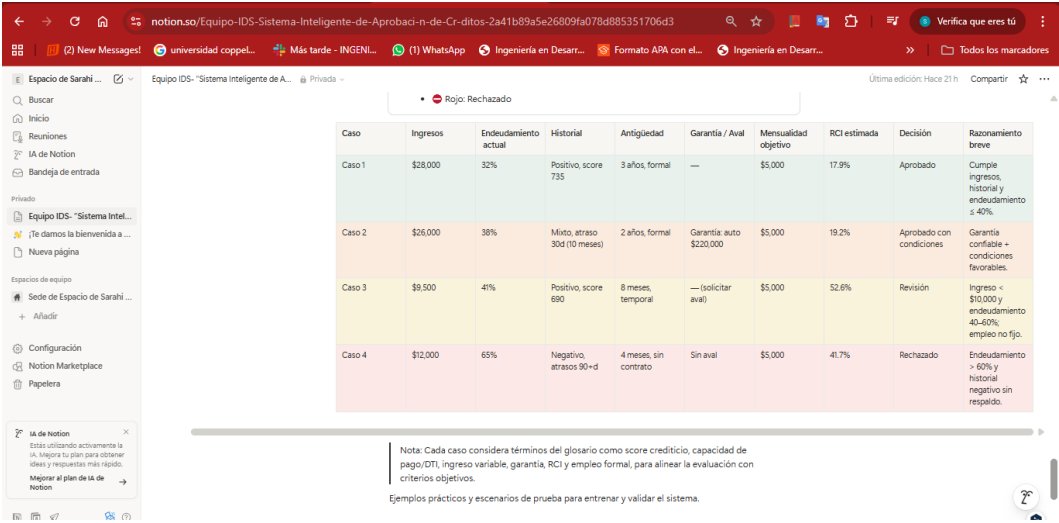 notion.so/Equipo-IDS-Sistema-Inteligente-de-Aprobaci-n-de-Cr-ditos-2a41b89a5e26809fa078d885351706d3
Verifica que eres tú
(2) New Messages!
universidad coppel...
Más tarde - INGENI...
(1) WhatsApp
Ingeniería en Desarr...
Formato APA con el...
Ingeniería en Desarr...
»
Todos los marcadores
E Espacio de Sarahi ...
Equipo IDS- "Sistema Inteligente de A...
Privada
Última edición: Hace 21 h
Compartir
Buscar
Inicio
Reuniones
IA de Notion
Bandeja de entrada
Privado
Equipo IDS- "Sistema Intel...
¡Te damos la bienvenida a ...
Nueva página
Espacios de equipo
Sede de Espacio de Sarahi ...
+ Añadir
Configuración
Notion Marketplace
Papelera
IA de Notion
Estás utilizando activamente la
IA. Mejora tu plan para obtener
ideas y respuestas más rápido.
Mejorar al plan de IA de
Notion
• Rojo: Rechazado
Caso Ingresos Endeudamiento actual Historial Antigüedad Garantía / Aval Mensualidad objetivo RCI estimada Decisión Razonamiento breve
Caso 1 $28,000 32% Positivo, score 735 3 años, formal — $5,000 17.9% Aprobado Cumple ingresos, historial y endeudamiento ≤ 40%.
Caso 2 $26,000 38% Mixto, atraso 30d (10 meses) 2 años, formal Garantía: auto $220,000 $5,000 19.2% Aprobado con condiciones Garantía confiable + condiciones favorables.
Caso 3 $9,500 41% Positivo, score 690 8 meses, temporal — (solicitar aval) $5,000 52.6% Revisión Ingreso < $10,000 y endeudamiento 40–60%; empleo no fijo.
Caso 4 $12,000 65% Negativo, atrasos 90+d 4 meses, sin contrato Sin aval $5,000 41.7% Rechazado Endeudamiento > 60% y historial negativo sin respaldo.
Nota: Cada caso considera términos del glosario como score crediticio, capacidad de
pago/DTI, ingreso variable, garantía, RCI y empleo formal, para alinear la evaluación con
criterios objetivos.
Ejemplos prácticos y escenarios de prueba para entrenar y validar el sistema.